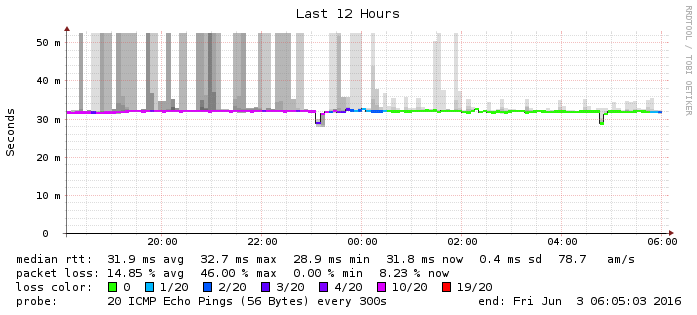 Last 12 Hours
RRDTOOL / TOBI OETIKER
Seconds
50 m
40 m
30 m
20 m
10 m
0
20:00 22:00 00:00 02:00 04:00 06:00
median rtt: 31.9 ms avg 32.7 ms max 28.9 ms min 31.8 ms now 0.4 ms sd 78.7 am/s
packet loss: 14.85 % avg 46.00 % max 0.00 % min 8.23 % now
loss color: 0 1/20 2/20 3/20 4/20 10/20 19/20
probe: 20 ICMP Echo Pings (56 Bytes) every 300s end: Fri Jun 3 06:05:03 2016